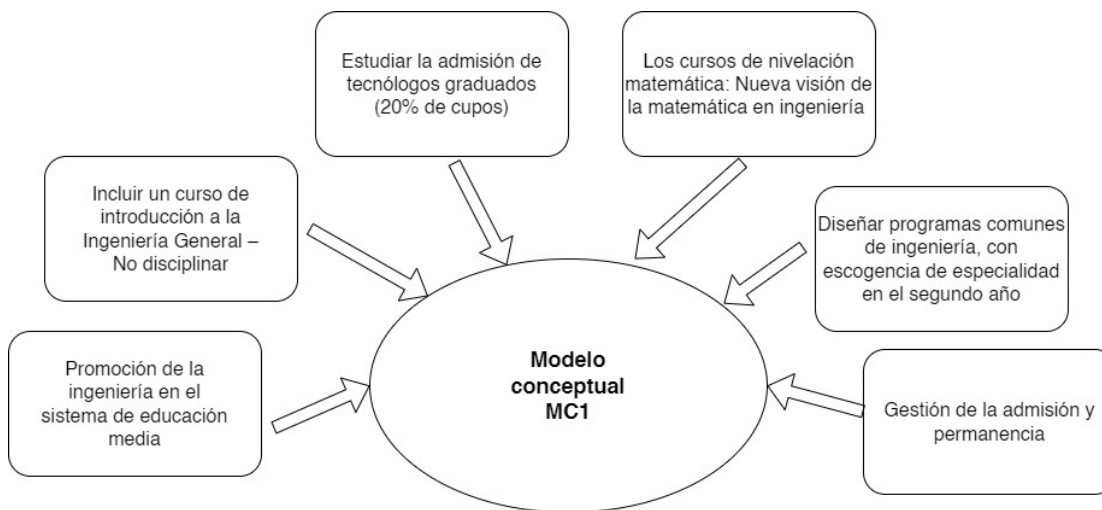 Estudiar la admisión de
tecnólogos graduados
(20% de cupos)
Los cursos de nivelación
matemática: Nueva visión de
la matemática en ingeniería
Incluir un curso de
introducción a la
Ingeniería General –
No disciplinar
Diseñar programas comunes
de ingeniería, con
escogencia de especialidad
en el segundo año
Promoción de la
ingeniería en el
sistema de educación
media
Modelo
conceptual
MC1
Gestión de la admisión y
permanencia